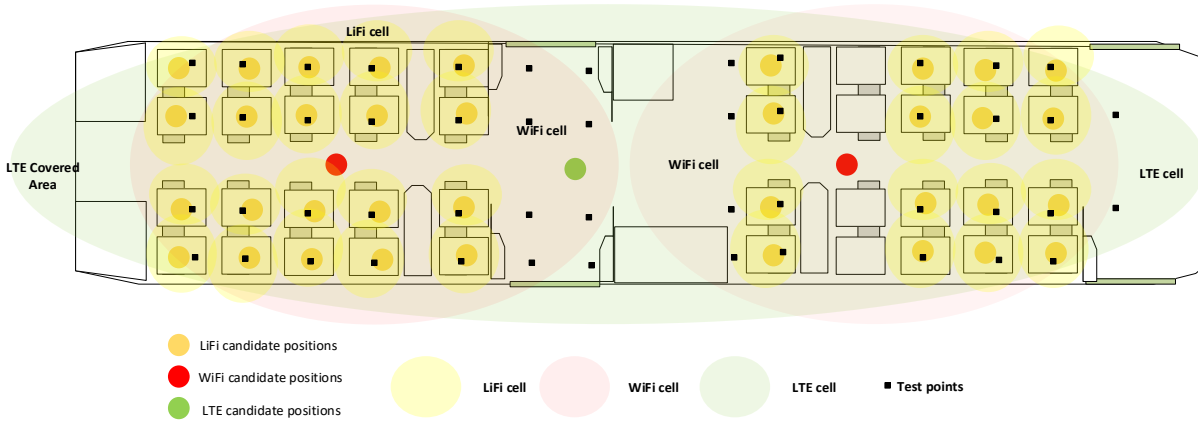 LiFi cell
WiFi cell
WiFi cell
LTE Covered
Area
LTE cell
LiFi candidate positions
WiFi candidate positions
LTE candidate positions
LiFi cell
WiFi cell
LTE cell
Test points